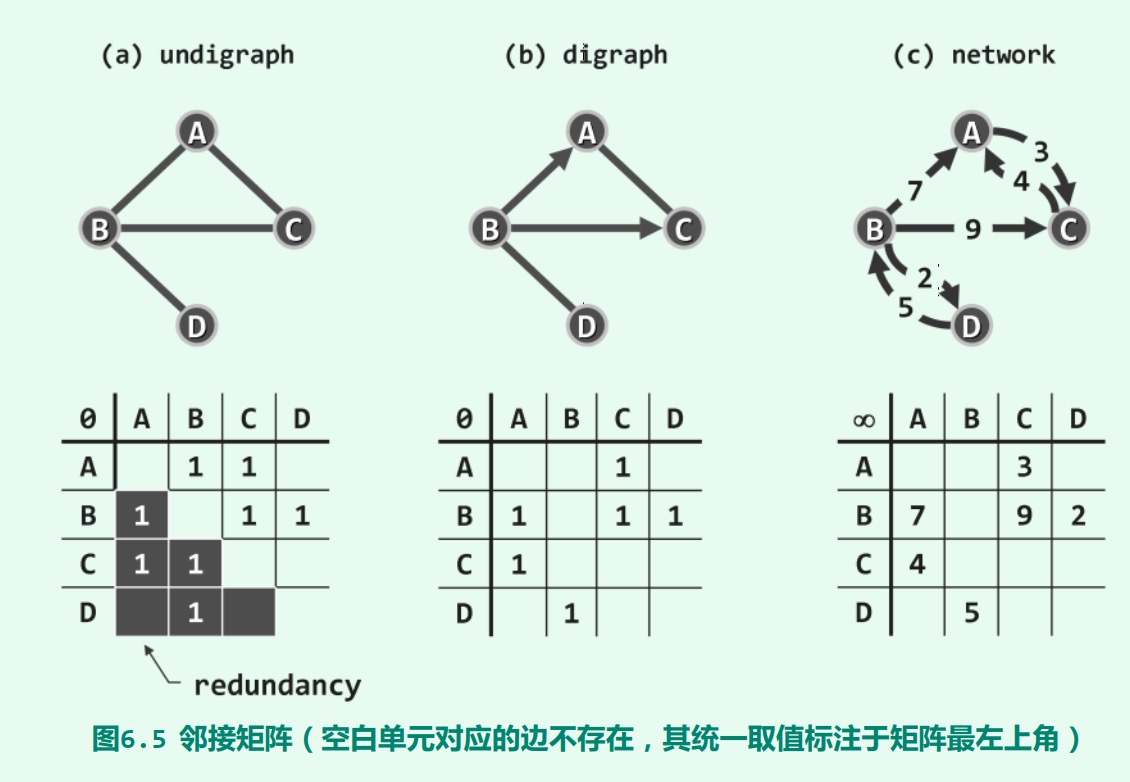 (a) undigraph (b) digraph (c) network
A A A
3
4
7
B C B C B 9 C
2
5
D D D
0 A B C D 0 A B C D ∞ A B C D
A 1 1 A 1 A 3
B 1 1 1 B 1 1 1 B 7 9 2
C 1 1 C 1 C 4
D 1 D 1 D 5
redundancy
图6.5 邻接矩阵（空白单元对应的边不存在，其统一取值标注于矩阵最左上角）